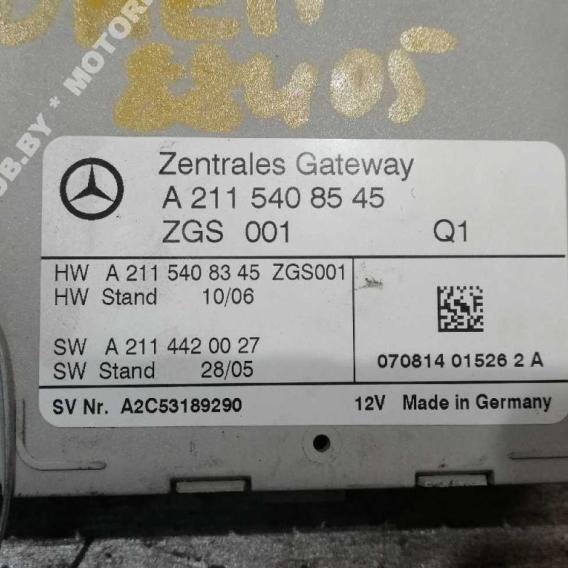 82405
Zentrales Gateway
A 211 540 85 45
ZGS 001 Q1
HW A 211 540 83 45 ZGS001
HW Stand 10/06
SW A 211 442 00 27
SW Stand 28/05
070814 01526 2 A
SV Nr. A2C53189290 12V Made in Germany